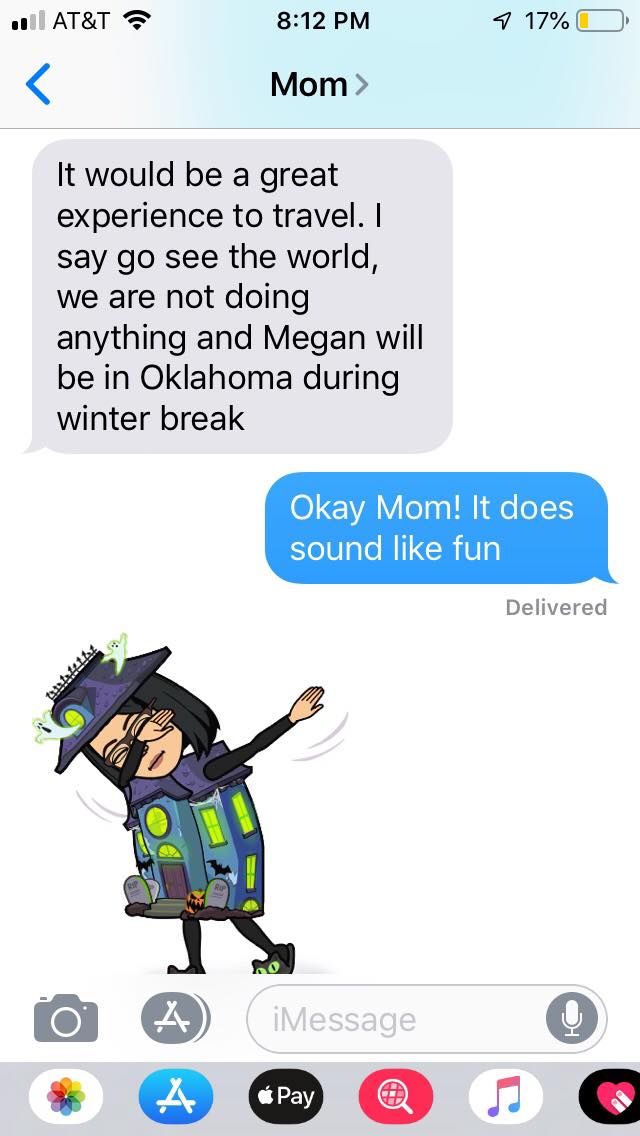 AT&T 8:12 PM 17%
Mom
It would be a great
experience to travel. I
say go see the world,
we are not doing
anything and Megan will
be in Oklahoma during
winter break
Okay Mom! It does
sound like fun
Delivered
RIP
RIP
iMessage
Pay